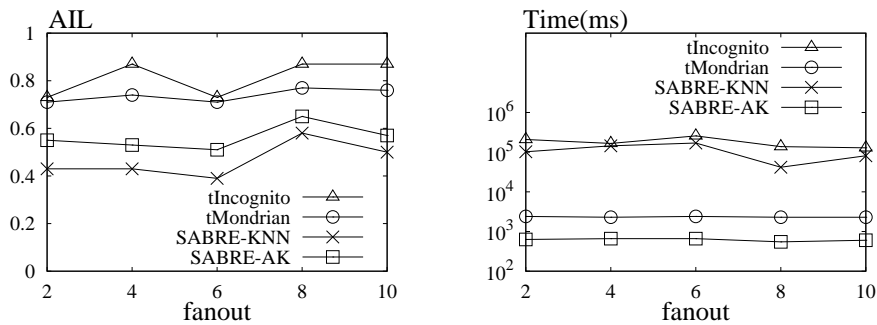 AIL
1
0.8
0.6
0.4
0.2
0
tIncognito
tMondrian
SABRE-KNN
SABRE-AK
2 4 6 8 10
fanout
Time(ms)
tIncognito
tMondrian
SABRE-KNN
SABRE-AK
10^6
10^5
10^4
10^3
10^2
2 4 6 8 10
fanout